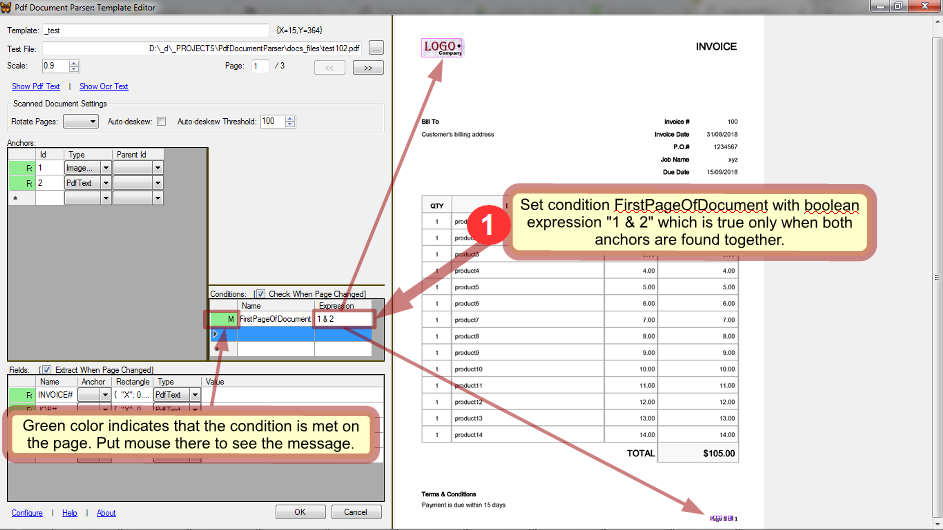 Pdf Document Parser: Template Editor
Template: _test {X=15,Y=364}
Test File: D:\_d\_PROJECTS\PdfDocumentParser\docs_files\test102.pdf ...
Scale: 0.9 Page: 1 / 3 << >>
Show Pdf Text | Show Ocr Text
Scanned Document Settings
Rotate Pages: Auto-deskew: Auto-deskew Threshold: 100
Anchors:
Id Type Parent Id
F: 1 Image...
F: 2 PdfText
*
Conditions: [ Check When Page Changed]
Name Expression
M FirstPageOfDocument 1 & 2
*
Fields: [ Extract When Page Changed]
Name Anchor Rectangle Type Value
F: INVOICE# { "X": 0.... PdfText
Green color indicates that the condition is met on
the page. Put mouse there to see the message.
Configure | Help | About OK Cancel
LOGO
Company
INVOICE
Bill To
Customer's billing address
Invoice # 100
Invoice Date 31/08/2018
P.O.# 1234567
Job Name xyz
Due Date 15/09/2018
1
Set condition FirstPageOfDocument with boolean
expression "1 & 2" which is true only when both
anchors are found together.
QTY
1
1
1
1 product4 4.00 4.00
1 product5 5.00 5.00
1 product6 6.00 6.00
1 product7 7.00 7.00
1 product8 8.00 8.00
1 product9 9.00 9.00
1 product10 10.00 10.00
1 product11 11.00 11.00
1 product12 12.00 12.00
1 product13 13.00 13.00
1 product14 14.00 14.00
TOTAL $105.00
Terms & Conditions
Payment is due within 15 days